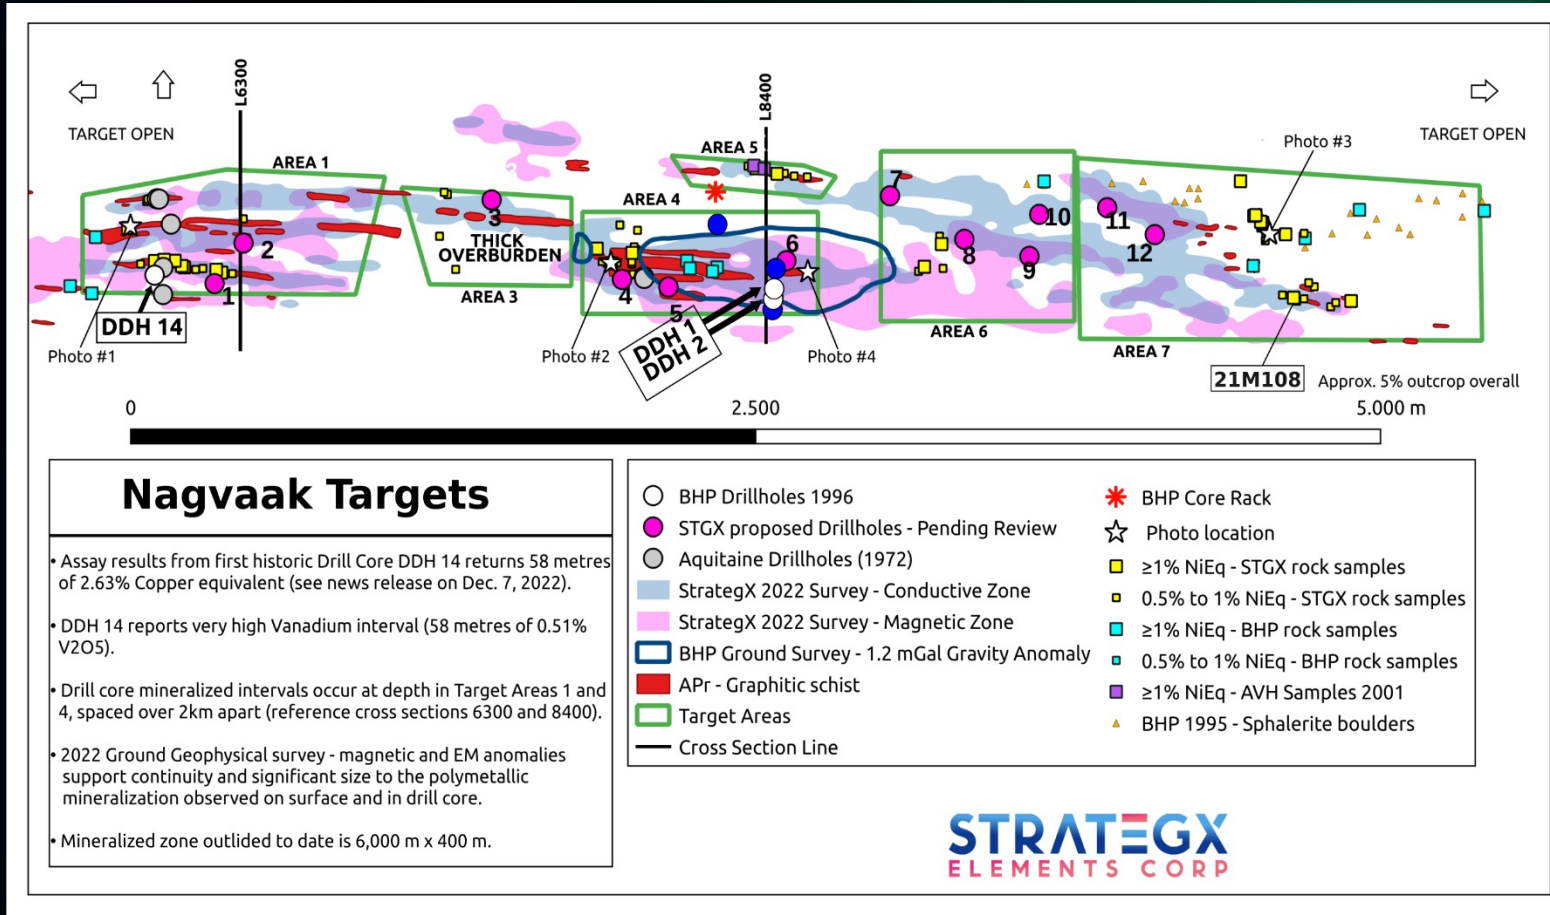 L6300
L8400
TARGET OPEN
TARGET OPEN
Photo #3
AREA 1
AREA 5
AREA 4
7
10
11
12
3
THICK
OVERBURDEN
2
6
8
9
AREA 3
1
4
5
DDH 14
DDH 1
DDH 2
AREA 6
AREA 7
Photo #1
Photo #2
Photo #4
21M108
Approx. 5% outcrop overall
0
2.500
5.000 m
Nagvaak Targets
• Assay results from first historic Drill Core DDH 14 returns 58 metres
of 2.63% Copper equivalent (see news release on Dec. 7, 2022).
• DDH 14 reports very high Vanadium interval (58 metres of 0.51%
V2O5).
• Drill core mineralized intervals occur at depth in Target Areas 1 and
4, spaced over 2km apart (reference cross sections 6300 and 8400).
• 2022 Ground Geophysical survey - magnetic and EM anomalies
support continuity and significant size to the polymetallic
mineralization observed on surface and in drill core.
• Mineralized zone outlided to date is 6,000 m x 400 m.
BHP Drillholes 1996
STGX proposed Drillholes - Pending Review
Aquitaine Drillholes (1972)
StrategX 2022 Survey - Conductive Zone
StrategX 2022 Survey - Magnetic Zone
BHP Ground Survey - 1.2 mGal Gravity Anomaly
APr - Graphitic schist
Target Areas
Cross Section Line
BHP Core Rack
Photo location
≥1% NiEq - STGX rock samples
0.5% to 1% NiEq - STGX rock samples
≥1% NiEq - BHP rock samples
0.5% to 1% NiEq - BHP rock samples
≥1% NiEq - AVH Samples 2001
BHP 1995 - Sphalerite boulders
STRATEGX
ELEMENTS CORP